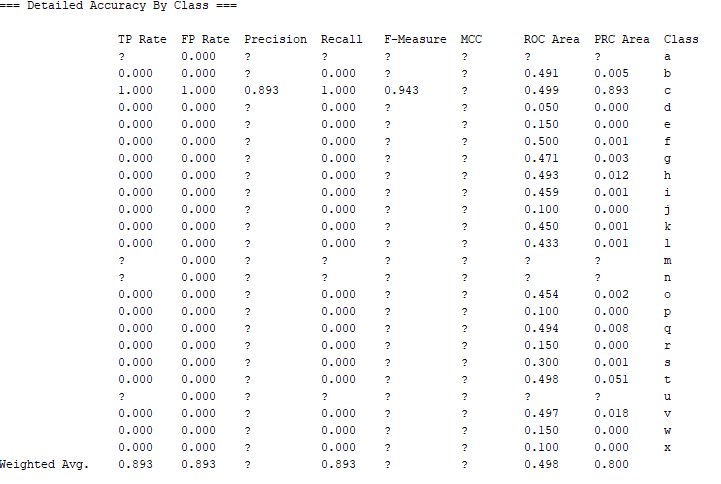 === Detailed Accuracy By Class ===
TP Rate FP Rate Precision Recall F-Measure MCC ROC Area PRC Area Class
? 0.000 ? ? ? ? ? ? a
0.000 0.000 ? 0.000 ? ? 0.491 0.005 b
1.000 1.000 0.893 1.000 0.943 ? 0.499 0.893 c
0.000 0.000 ? 0.000 ? ? 0.050 0.000 d
0.000 0.000 ? 0.000 ? ? 0.150 0.000 e
0.000 0.000 ? 0.000 ? ? 0.500 0.001 f
0.000 0.000 ? 0.000 ? ? 0.471 0.003 g
0.000 0.000 ? 0.000 ? ? 0.493 0.012 h
0.000 0.000 ? 0.000 ? ? 0.459 0.001 i
0.000 0.000 ? 0.000 ? ? 0.100 0.000 j
0.000 0.000 ? 0.000 ? ? 0.450 0.001 k
0.000 0.000 ? 0.000 ? ? 0.433 0.001 l
? 0.000 ? ? ? ? ? ? m
? 0.000 ? ? ? ? ? ? n
0.000 0.000 ? 0.000 ? ? 0.454 0.002 o
0.000 0.000 ? 0.000 ? ? 0.100 0.000 p
0.000 0.000 ? 0.000 ? ? 0.494 0.008 q
0.000 0.000 ? 0.000 ? ? 0.150 0.000 r
0.000 0.000 ? 0.000 ? ? 0.300 0.001 s
0.000 0.000 ? 0.000 ? ? 0.498 0.051 t
? 0.000 ? ? ? ? ? ? u
0.000 0.000 ? 0.000 ? ? 0.497 0.018 v
0.000 0.000 ? 0.000 ? ? 0.150 0.000 w
0.000 0.000 ? 0.000 ? ? 0.100 0.000 x
Weighted Avg. 0.893 0.893 ? 0.893 ? ? 0.498 0.800